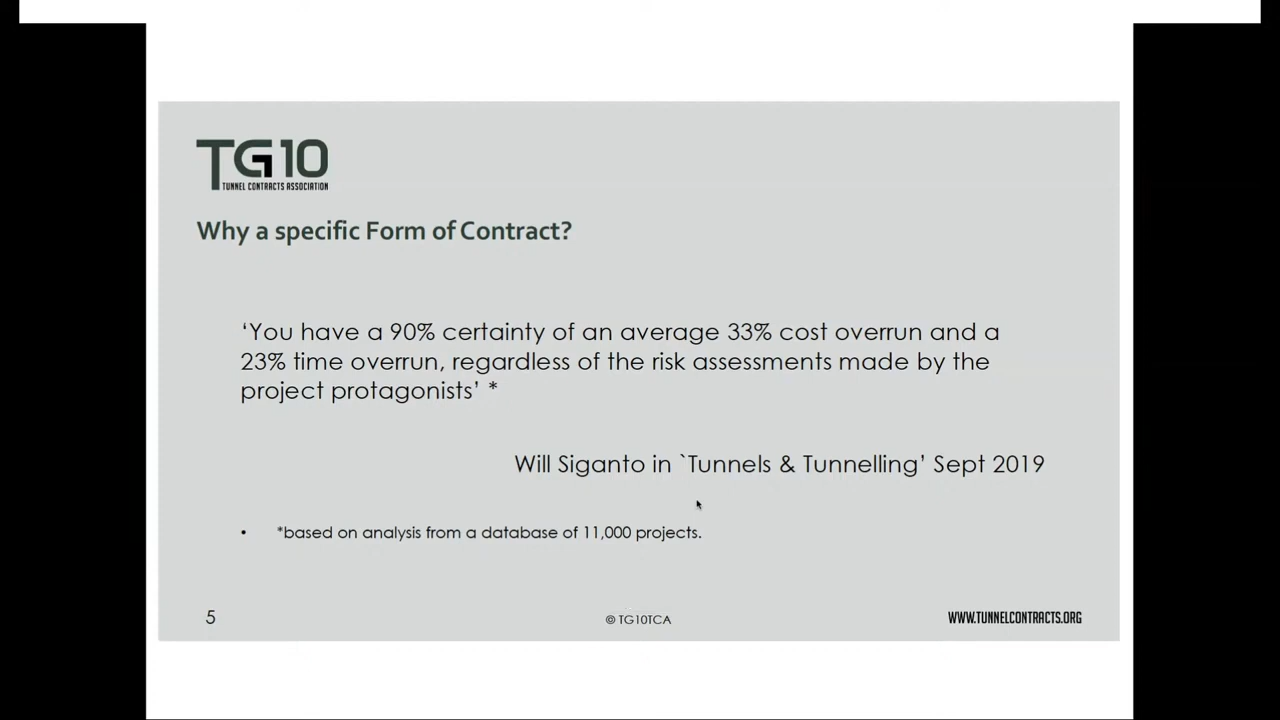 TG10
TUNNEL CONTRACTS ASSOCIATION
Why a specific Form of Contract?
‘You have a 90% certainty of an average 33% cost overrun and a
23% time overrun, regardless of the risk assessments made by the
project protagonists’ *
Will Siganto in `Tunnels & Tunnelling’ Sept 2019
• *based on analysis from a database of 11,000 projects.
5
© TG10TCA
WWW.TUNNELCONTRACTS.ORG